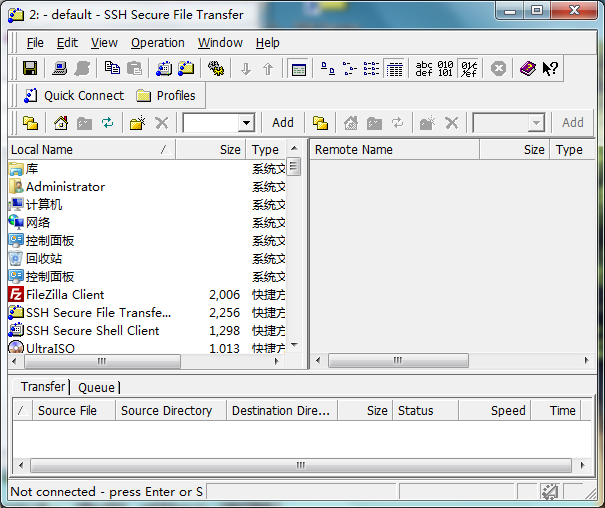 2: - default - SSH Secure File Transfer
File Edit View Operation Window Help
abc def 010 101
Quick Connect Profiles
Add Add
Local Name / Size Type Remote Name Size Type
库 系统文
Administrator 系统文
计算机 系统文
网络 系统文
控制面板 系统文
回收站 系统文
控制面板 系统文
FileZilla Client 2,006 快捷方
SSH Secure File Transfe... 2,256 快捷方
SSH Secure Shell Client 1,298 快捷方
UltraISO 1,013 快捷方
Transfer Queue
/ Source File Source Directory Destination Dire... Size Status Speed Time
Not connected - press Enter or S